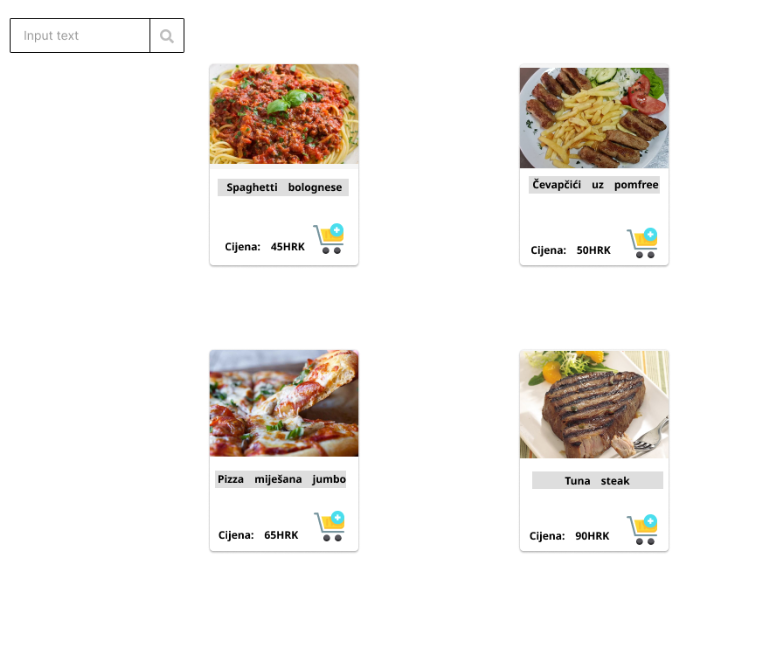 Input text
Spaghetti bolognese
Cijena: 45HRK
Čevapčići uz pomfree
Cijena: 50HRK
Pizza miješana jumbo
Cijena: 65HRK
Tuna steak
Cijena: 90HRK